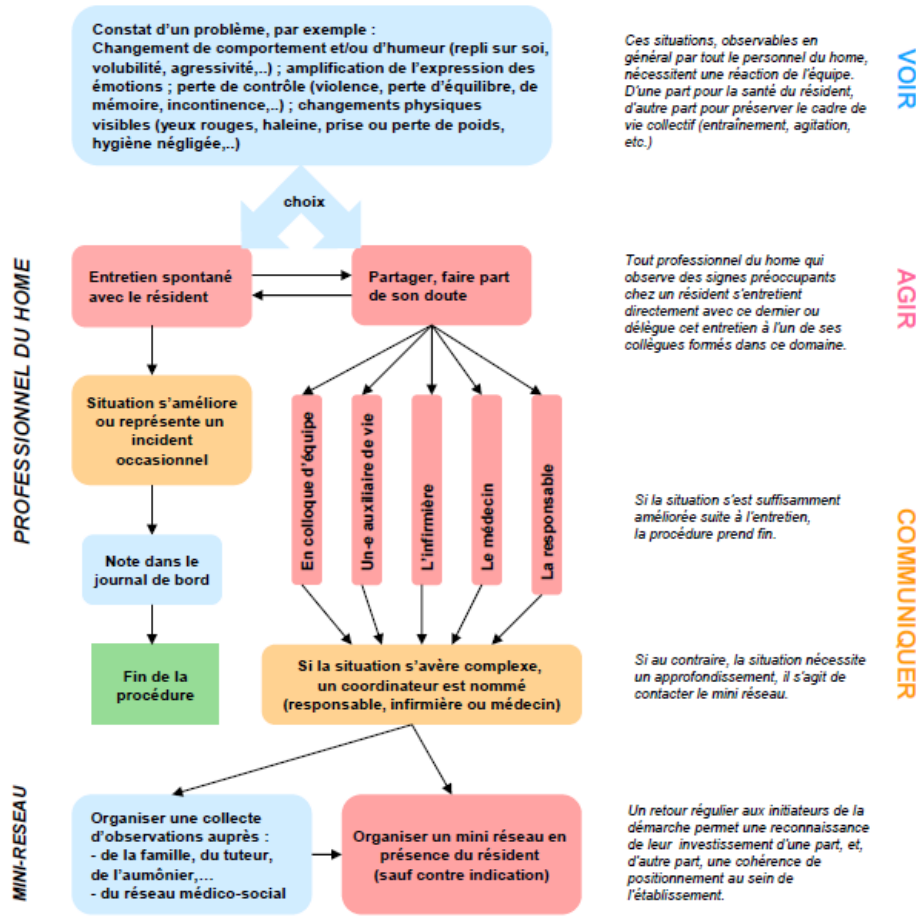 Constat d'un problème, par exemple :
Changement de comportement et/ou d'humeur (repli sur soi,
volubilité, agressivité,..) ; amplification de l'expression des
émotions ; perte de contrôle (violence, perte d'équilibre, de
mémoire, incontinence,..) ; changements physiques
visibles (yeux rouges, haleine, prise ou perte de poids,
hygiène négligée,..)
Ces situations, observables en
général par tout le personnel du home,
nécessitent une réaction de l'équipe.
D'une part pour la santé du résident,
d'autre part pour préserver le cadre de
vie collectif (entraînement, agitation,
etc.)
VOIR
choix
PROFESSIONNEL DU HOME
Entretien spontané
avec le résident
Partager, faire part
de son doute
Tout professionnel du home qui
observe des signes préoccupants
chez un résident s'entretient
directement avec ce dernier ou
délègue cet entretien à l'un de ses
collègues formés dans ce domaine.
AGIR
Situation s'améliore
ou représente un
incident
occasionnel
En colloque d'équipe
Un-e auxiliaire de vie
L'infirmière
Le médecin
La responsable
Si la situation s'est suffisamment
améliorée suite à l'entretien,
la procédure prend fin.
COMMUNIQUER
Note dans le
journal de bord
Fin de la
procédure
Si la situation s'avère complexe,
un coordinateur est nommé
(responsable, infirmière ou médecin)
Si au contraire, la situation nécessite
un approfondissement, il s'agit de
contacter le mini réseau.
MINI-RESEAU
Organiser une collecte
d'observations auprès :
- de la famille, du tuteur,
de l'aumônier,…
- du réseau médico-social
Organiser un mini réseau en
présence du résident
(sauf contre indication)
Un retour régulier aux initiateurs de la
démarche permet une reconnaissance
de leur investissement d'une part, et,
d'autre part, une cohérence de
positionnement au sein de
l'établissement.